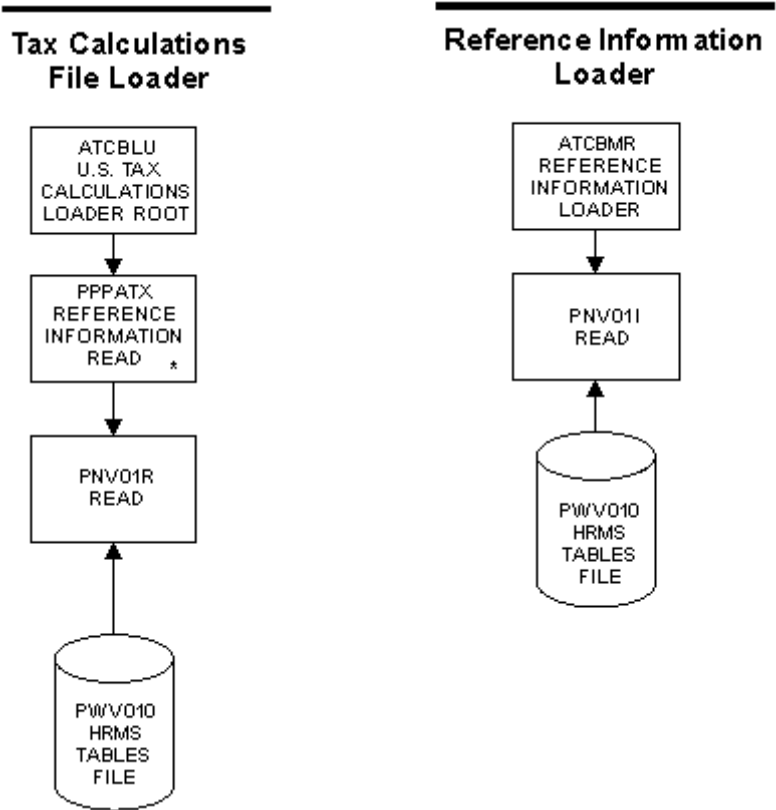 Tax Calculations
File Loader
ATCBLU
U.S. TAX
CALCULATIONS
LOADER ROOT
PPPATX
REFERENCE
INFORMATION
READ *
PNV01R
READ
PWV010
HRMS
TABLES
FILE
Reference Information
Loader
ATCBMR
REFERENCE
INFORMATION
LOADER
PNV01I
READ
PWV010
HRMS
TABLES
FILE